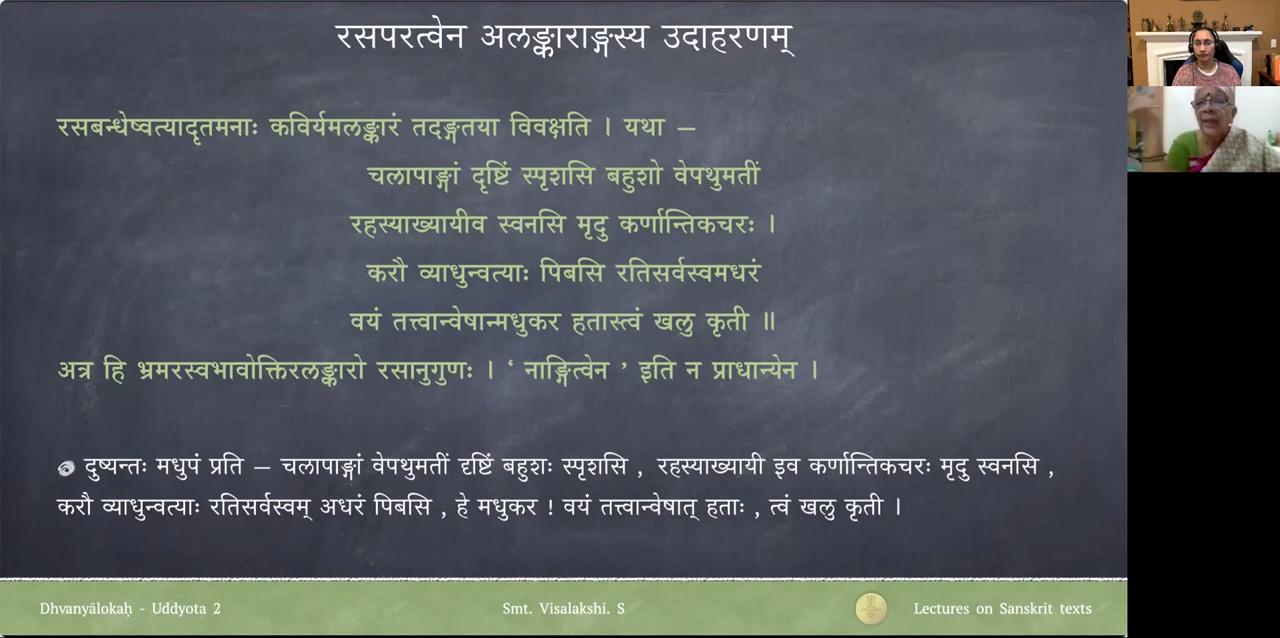 रसपरत्वेन अलङ्काराङ्गस्य उदाहरणम्
रसबन्धेष्वत्यादृतमनाः कविर्यमलङ्कारं तदङ्गतया विवक्षति । यथा –
चलापाङ्गां दृष्टिं स्पृशसि बहुशो वेपथुमतीं
रहस्याख्यायीव स्वनसि मृदु कर्णान्तिकचरः ।
करौ व्याधुन्वत्याः पिबसि रतिसर्वस्वमधरं
वयं तत्त्वान्वेषान्मधुकर हतास्त्वं खलु कृती ॥
अत्र हि भ्रमरस्वभावोक्तिरलङ्कारो रसानुगुणः । ‘ नाङ्गित्वेन ’ इति न प्राधान्येन ।
दुष्यन्तः मधुपं प्रति – चलापाङ्गां वेपथुमतीं दृष्टिं बहुशः स्पृशसि , रहस्याख्यायी इव कर्णान्तिकचरः मृदु स्वनसि ,
करौ व्याधुन्वत्याः रतिसर्वस्वम् अधरं पिबसि , हे मधुकर ! वयं तत्त्वान्वेषात् हताः , त्वं खलु कृती ।
Dhvanyālokaḥ - Uddyota 2 Smt. Visalakshi. S Lectures on Sanskrit texts